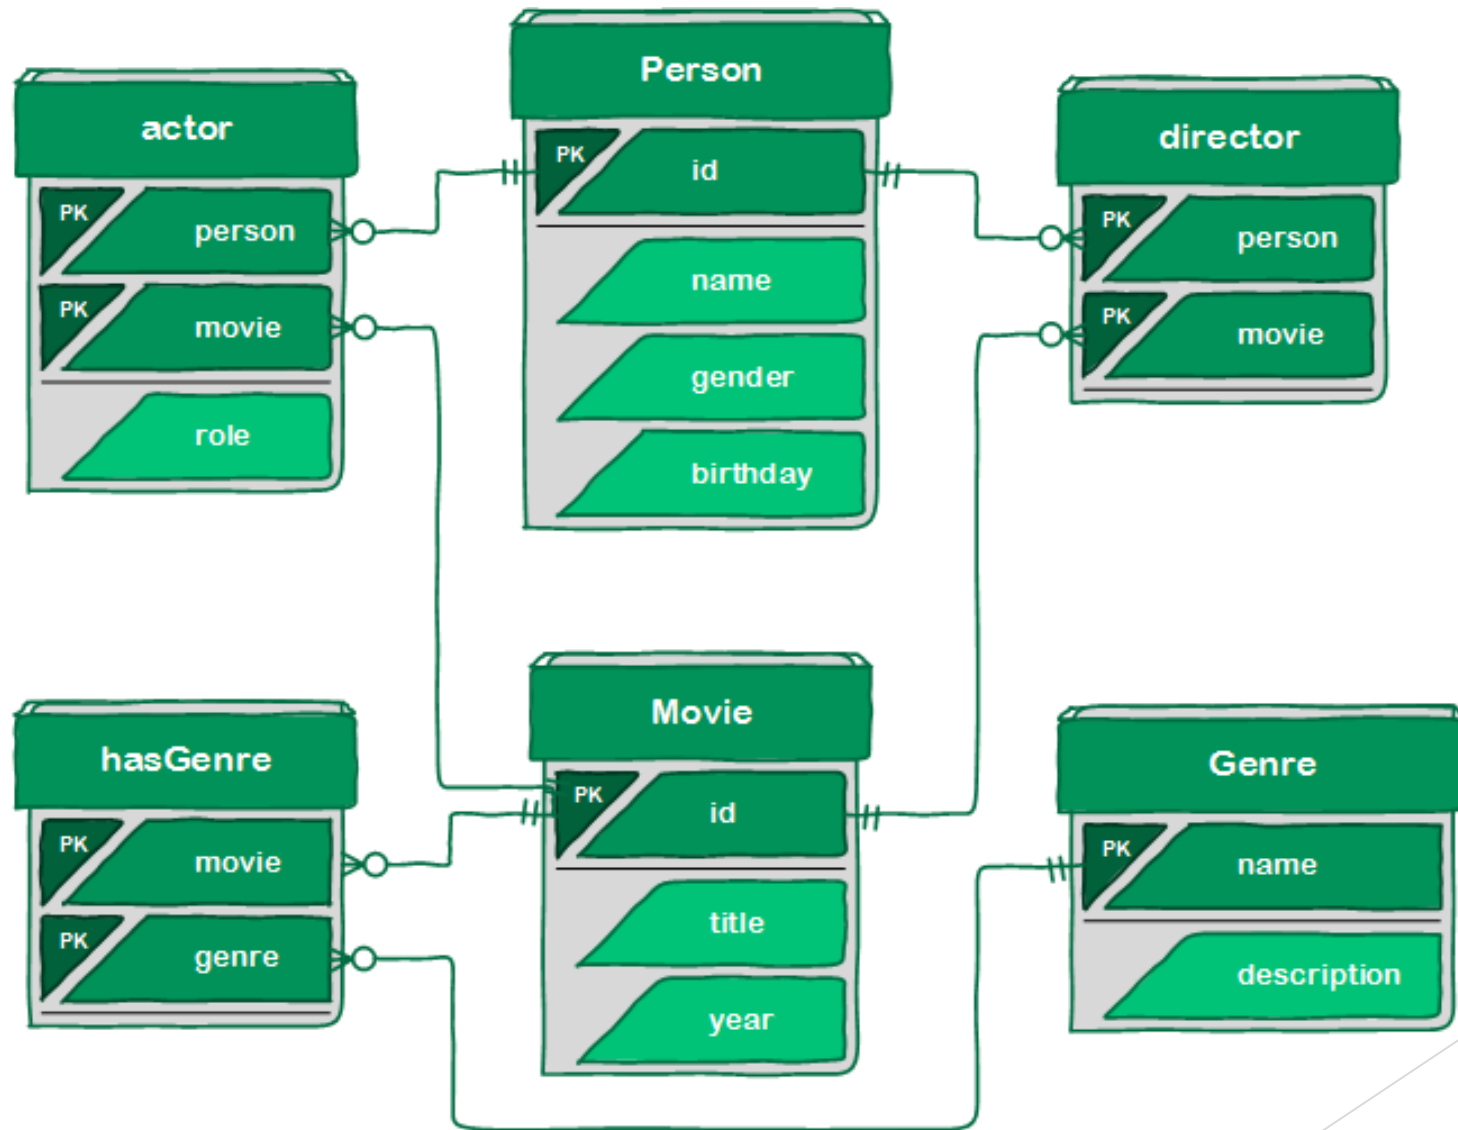 actor
PK person
PK movie
role
Person
PK id
name
gender
birthday
director
PK person
PK movie
hasGenre
PK movie
PK genre
Movie
PK id
title
year
Genre
PK name
description